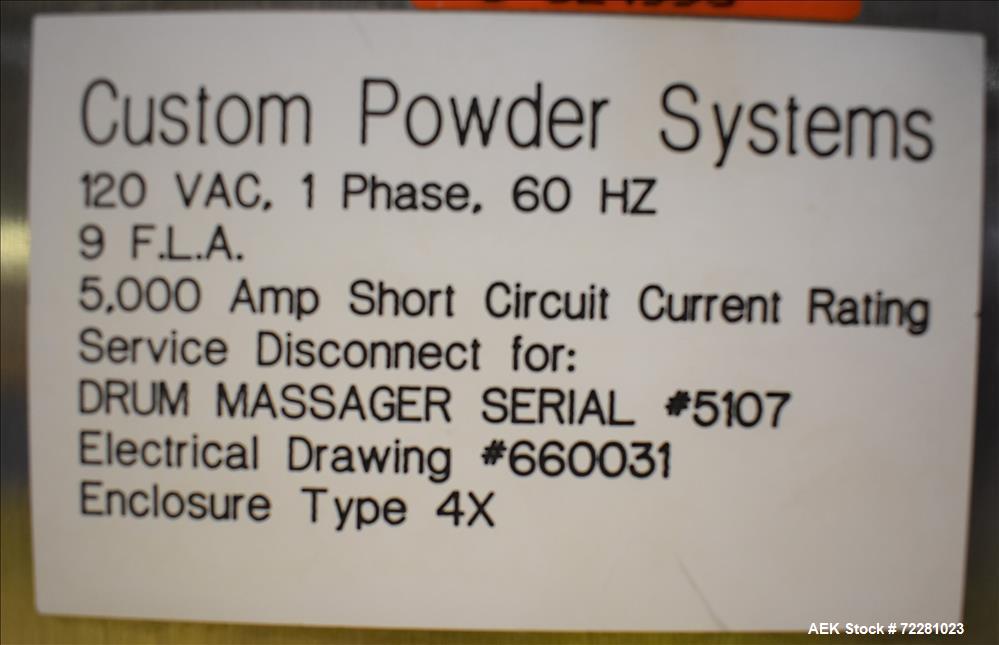 Custom Powder Systems
120 VAC, 1 Phase, 60 HZ
9 F.L.A.
5,000 Amp Short Circuit Current Rating
Service Disconnect for:
DRUM MASSAGER SERIAL #5107
Electrical Drawing #660031
Enclosure Type 4X
AEK Stock # 72281023